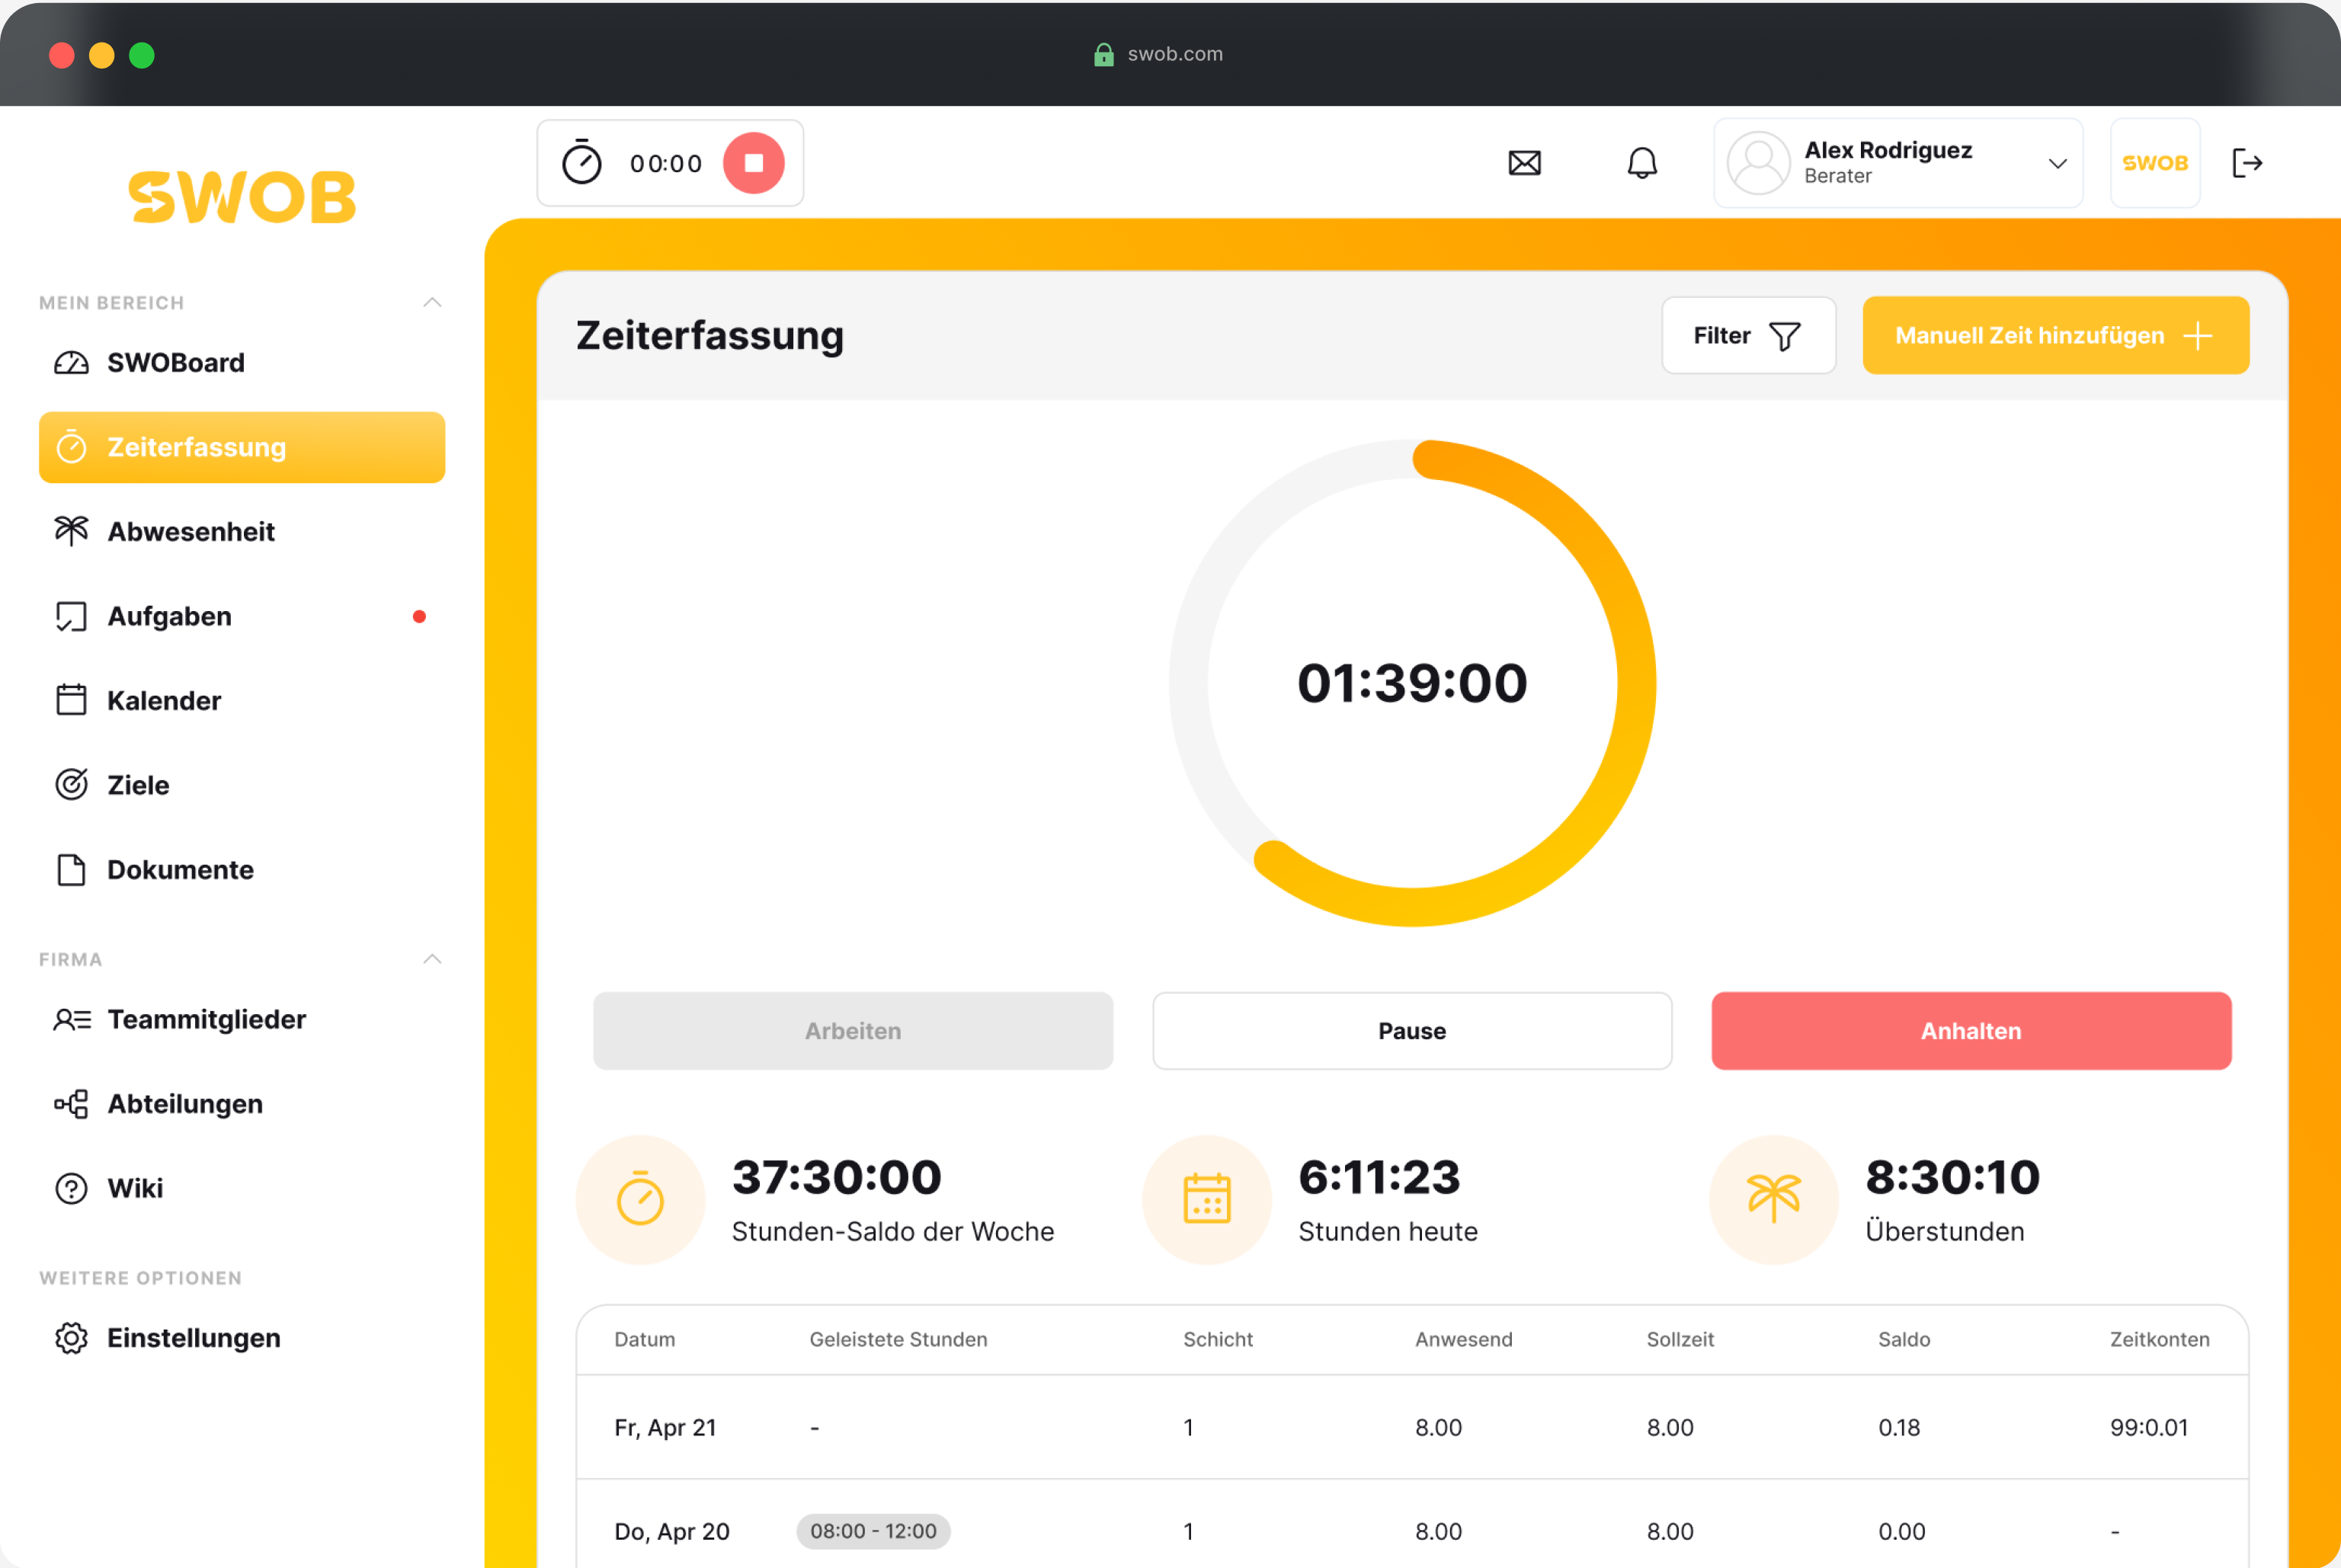 swob.com
SWOB
00:00
Alex Rodriguez
Berater
SWOB
MEIN BEREICH
SWOBoard
Zeiterfassung
Abwesenheit
Aufgaben
Kalender
Ziele
Dokumente
FIRMA
Teammitglieder
Abteilungen
Wiki
WEITERE OPTIONEN
Einstellungen
Zeiterfassung
Filter
Manuell Zeit hinzufügen
01:39:00
Arbeiten
Pause
Anhalten
37:30:00
Stunden-Saldo der Woche
6:11:23
Stunden heute
8:30:10
Überstunden
Datum Geleistete Stunden Schicht Anwesend Sollzeit Saldo Zeitkonten
Fr, Apr 21 - 1 8.00 8.00 0.18 99:0.01
Do, Apr 20 08:00 - 12:00 1 8.00 8.00 0.00 -